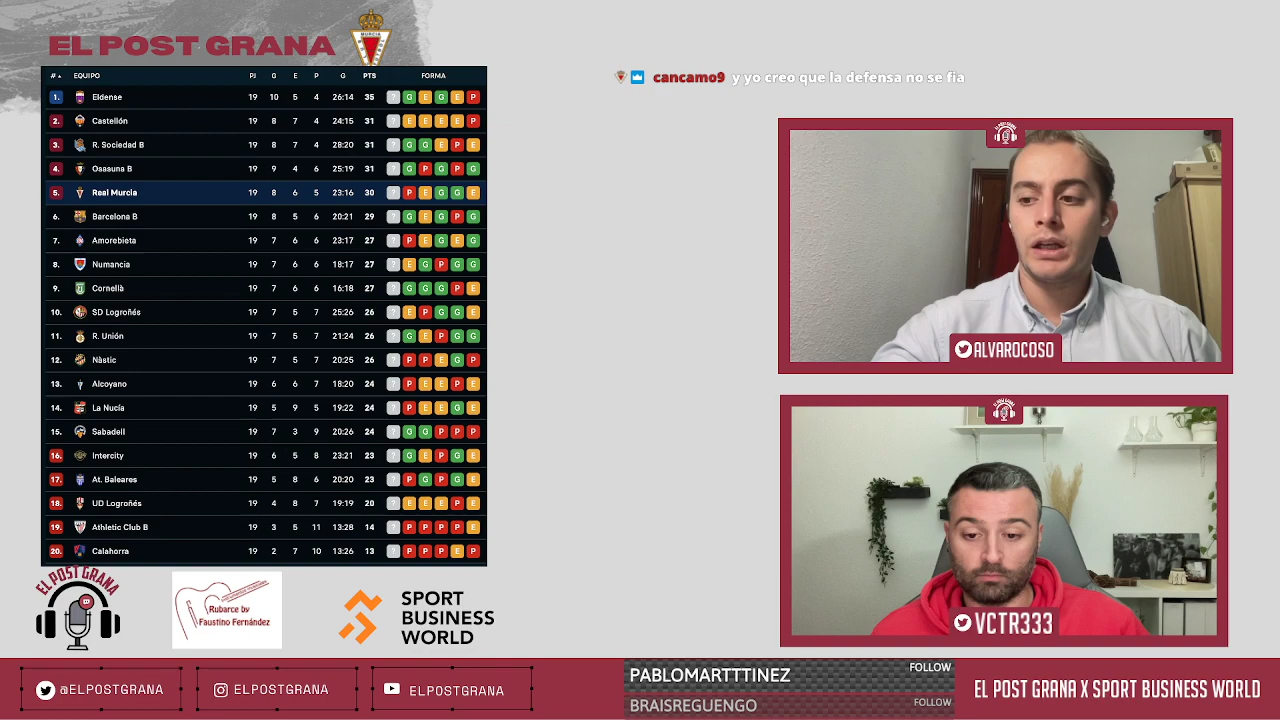 EL POST GRANA
# EQUIPO PJ G E P G PTS FORMA
1. Eldense 19 10 5 4 26:14 35 ? G E G E P
2. Castellón 19 8 7 4 24:15 31 ? E E E E P
3. R. Sociedad B 19 8 7 4 28:20 31 ? G G E P E
4. Osasuna B 19 9 4 6 25:19 31 ? G P G P G
5. Real Murcia 19 8 6 5 23:16 30 ? P E G G E
6. Barcelona B 19 8 5 6 20:21 29 ? G E G P G
7. Amorebieta 19 7 6 6 23:17 27 ? P E G E G
8. Numancia 19 7 6 6 18:17 27 ? E G P G G
9. Cornellà 19 7 6 6 16:18 27 ? G G G P E
10. SD Logroñés 19 7 5 7 25:26 26 ? E P G G E
11. R. Unión 19 7 5 7 21:24 26 ? G E P G G
12. Nàstic 19 7 5 7 20:25 26 ? P P E G P
13. Alcoyano 19 6 6 7 18:20 24 ? P E E P E
14. La Nucía 19 5 9 5 19:22 24 ? P E E G E
15. Sabadell 19 7 3 9 20:26 24 ? G G P P P
16. Intercity 19 6 5 8 23:21 23 ? G E P G E
17. At. Baleares 19 5 8 6 20:20 23 ? P G P G E
18. UD Logroñés 19 4 8 7 19:19 20 ? E E E P E
19. Athletic Club B 19 3 5 11 13:28 14 ? P P P P E
20. Calahorra 19 2 7 10 13:26 13 ? P P P E P
cancamo9 y yo creo que la defensa no se fia
ALVAROCOSO
VCTR333
EL POST GRANA
Rubarce by
Faustino Fernández
SPORT
BUSINESS
WORLD
@ELPOSTGRANA
ELPOSTGRANA
ELPOSTGRANA
PABLOMARTTTINEZ FOLLOW
BRAISREGUENGO FOLLOW
EL POST GRANA X SPORT BUSINESS WORLD